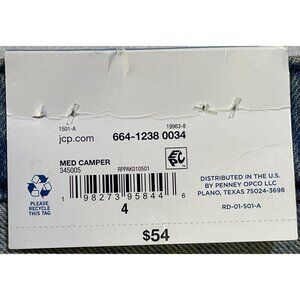 1501-A 19963-8
jcp.com 664-1238 0034
MED CAMPER
345005 RPPAK010501
1 98273 95844 6
4
PLEASE
RECYCLE
THIS TAG
DISTRIBUTED IN THE U.S.
BY PENNEY OPCO LLC
PLANO, TEXAS 75024-3698
RD-01-501-A
$54